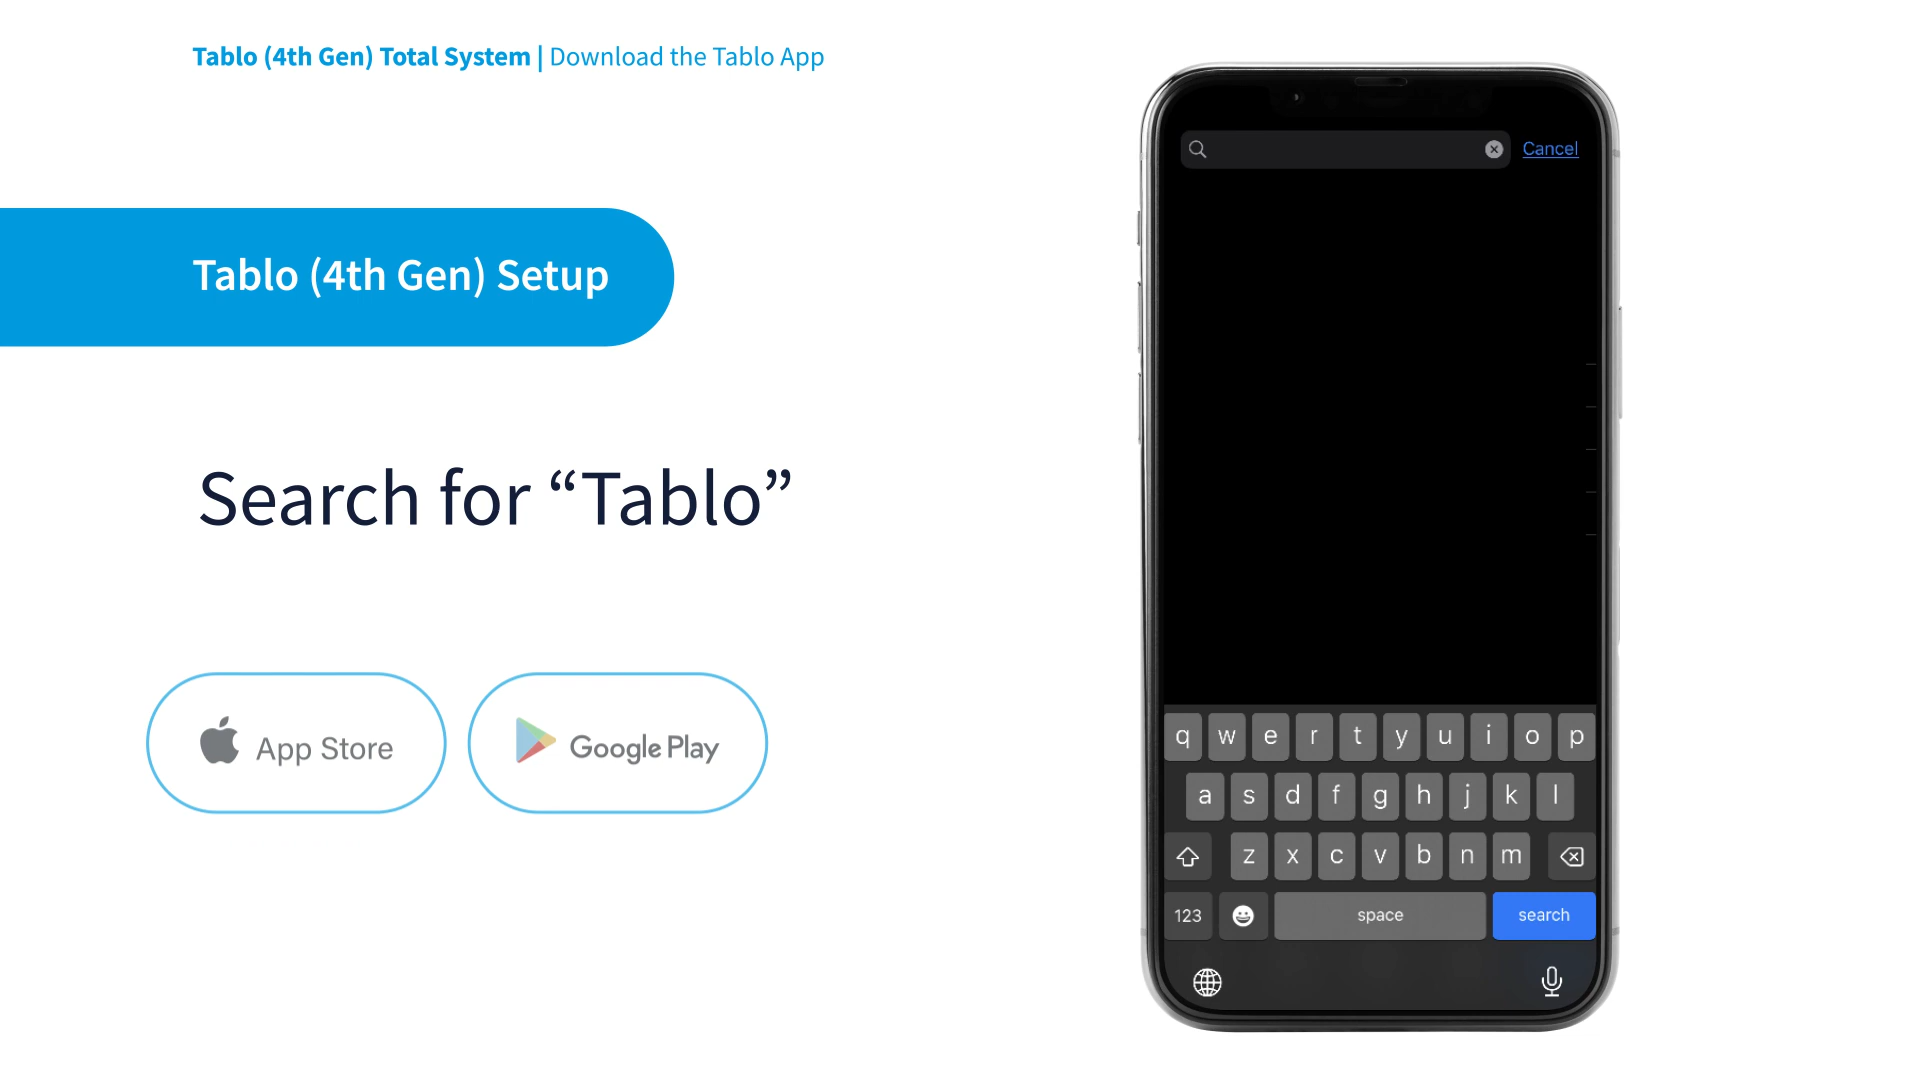 Tablo (4th Gen) Total System | Download the Tablo App
Tablo (4th Gen) Setup
Search for “Tablo”
App Store
Google Play
Cancel
q w e r t y u i o p
a s d f g h j k l
z x c v b n m
123 space search